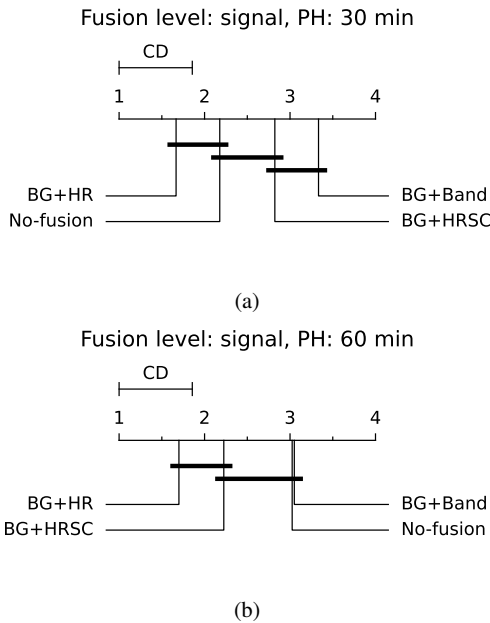 Fusion level: signal, PH: 30 min
CD
1 2 3 4
BG+HR BG+Band
No-fusion BG+HRSC
(a)
Fusion level: signal, PH: 60 min
CD
1 2 3 4
BG+HR BG+Band
BG+HRSC No-fusion
(b)